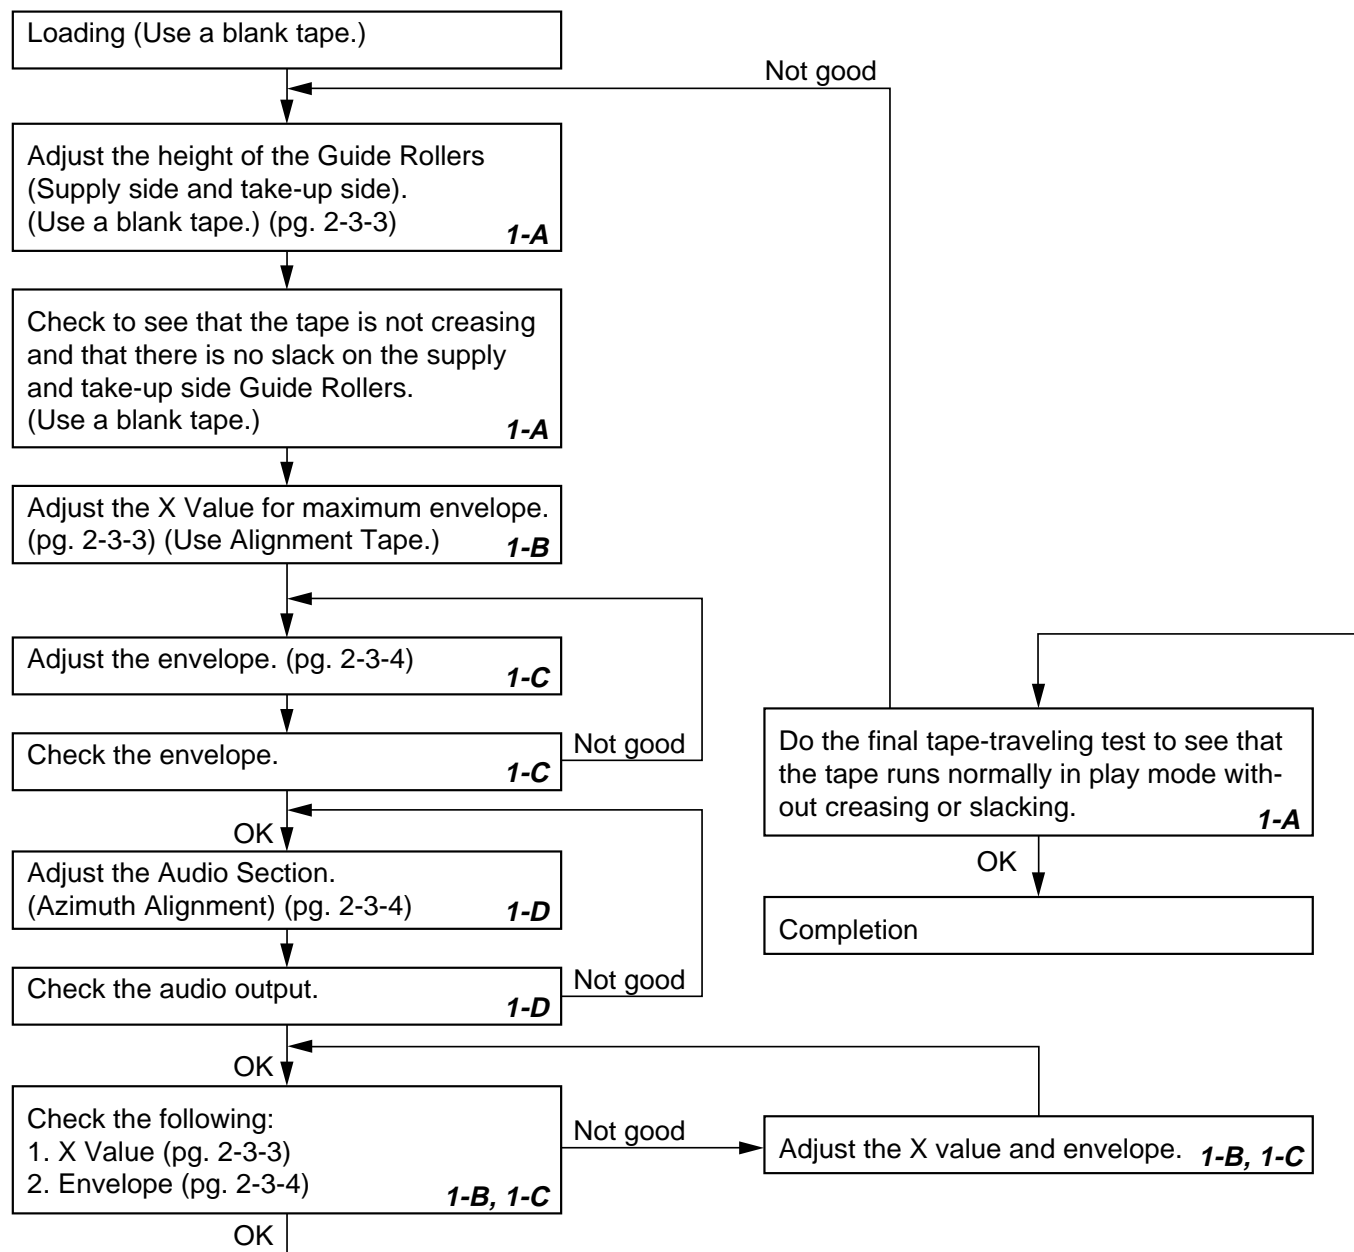 Loading (Use a blank tape.)
Not good
Adjust the height of the Guide Rollers
(Supply side and take-up side).
(Use a blank tape.) (pg. 2-3-3)
1-A
Check to see that the tape is not creasing
and that there is no slack on the supply
and take-up side Guide Rollers.
(Use a blank tape.)
1-A
Adjust the X Value for maximum envelope.
(pg. 2-3-3) (Use Alignment Tape.)
1-B
Adjust the envelope. (pg. 2-3-4)
1-C
Check the envelope.
1-C
Not good
OK
Adjust the Audio Section.
(Azimuth Alignment) (pg. 2-3-4)
1-D
Check the audio output.
1-D
Not good
OK
Check the following:
1. X Value (pg. 2-3-3)
2. Envelope (pg. 2-3-4)
1-B, 1-C
Not good
Adjust the X value and envelope.
1-B, 1-C
OK
Do the final tape-traveling test to see that
the tape runs normally in play mode with-
out creasing or slacking.
1-A
OK
Completion